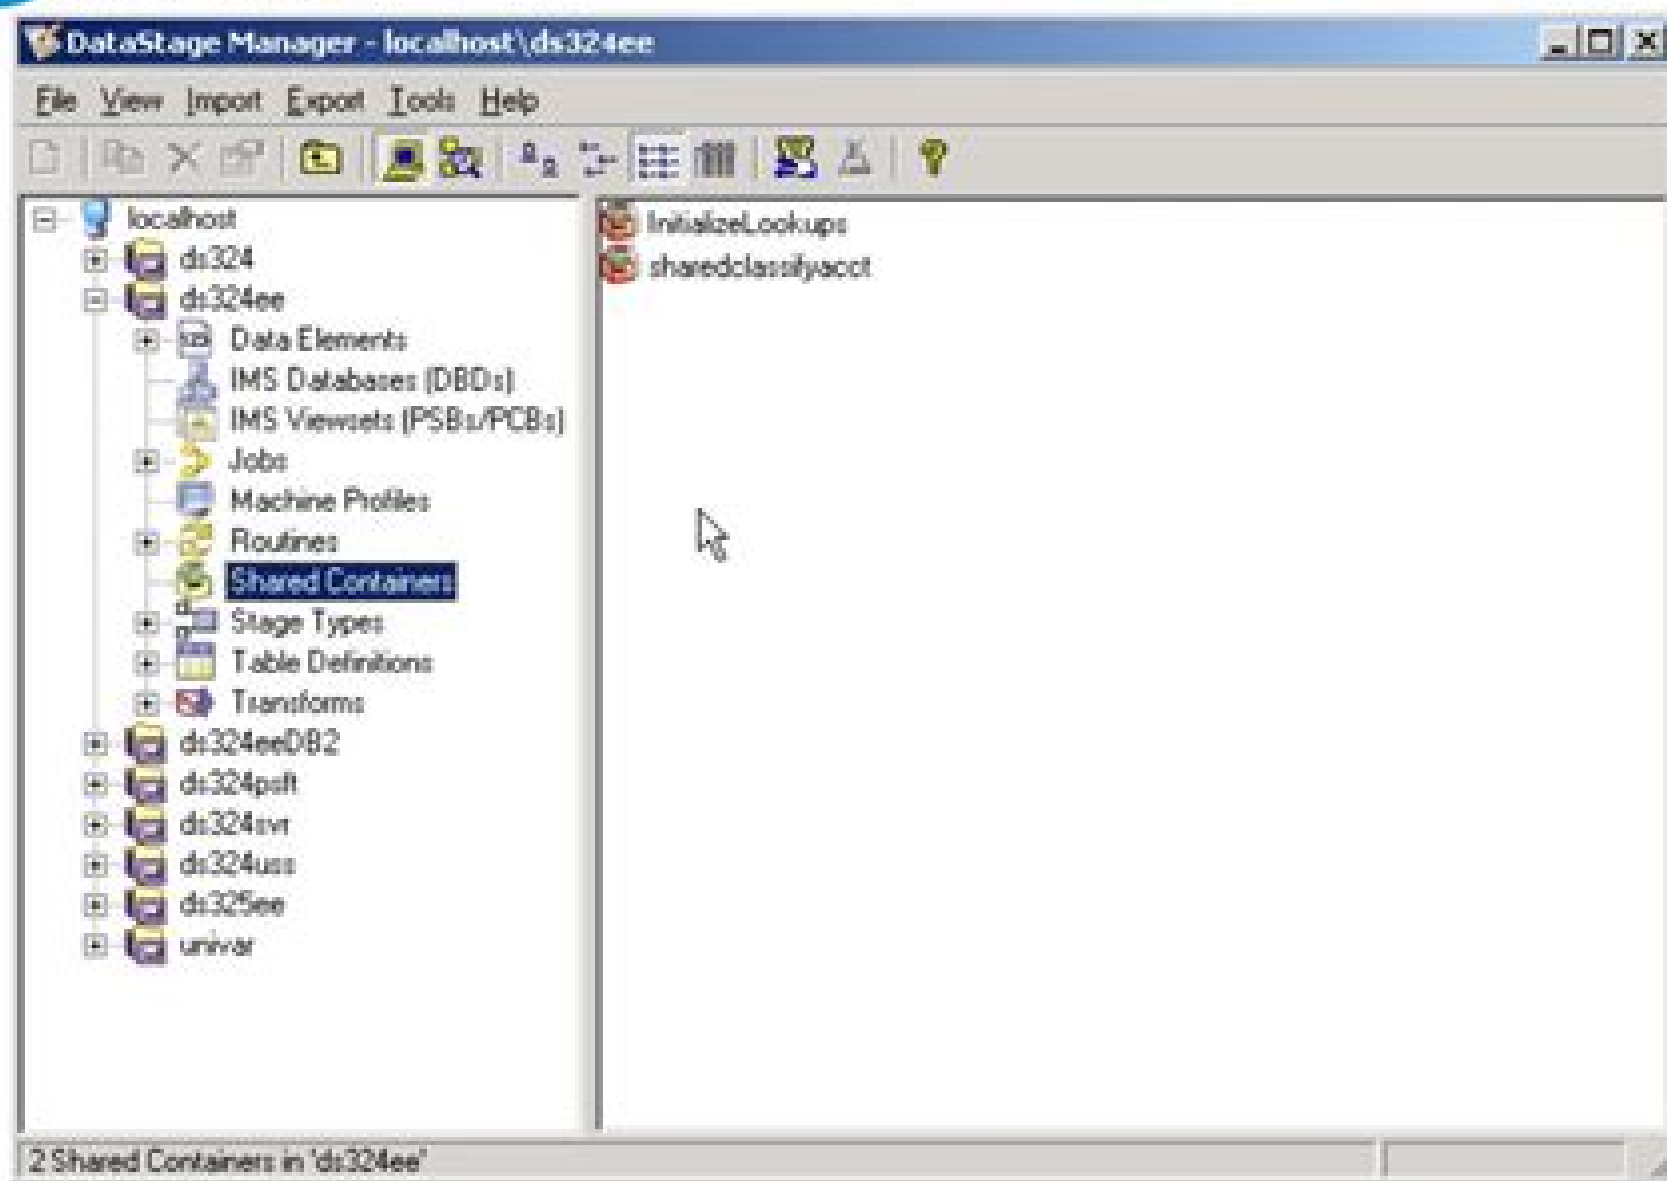 DataStage Manager - localhost\ds324ee
File View Import Export Tools Help
localhost
ds324
ds324ee
Data Elements
IMS Databases (DBDs)
IMS Viewsets (PSBs/PCBs)
Jobs
Machine Profiles
Routines
Shared Containers
Stage Types
Table Definitions
Transforms
ds324eeDB2
ds324psft
ds324svr
ds324uss
ds325ee
univar
InitializeLookups
sharedclassifyacct
2 Shared Containers in 'ds324ee'